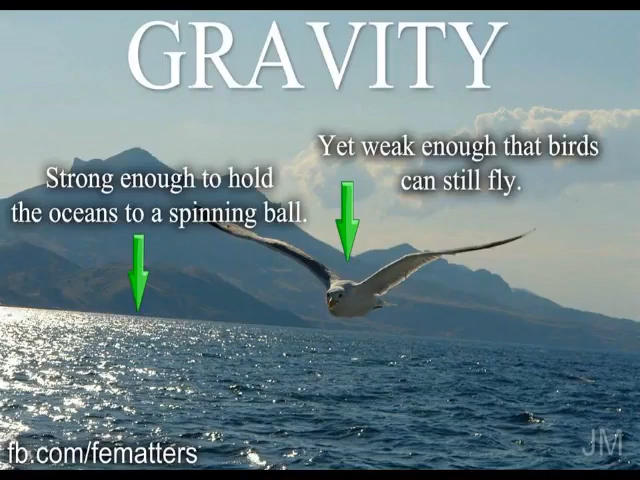 GRAVITY
Yet weak enough that birds
can still fly.
Strong enough to hold
the oceans to a spinning ball.
fb.com/fematters
JM